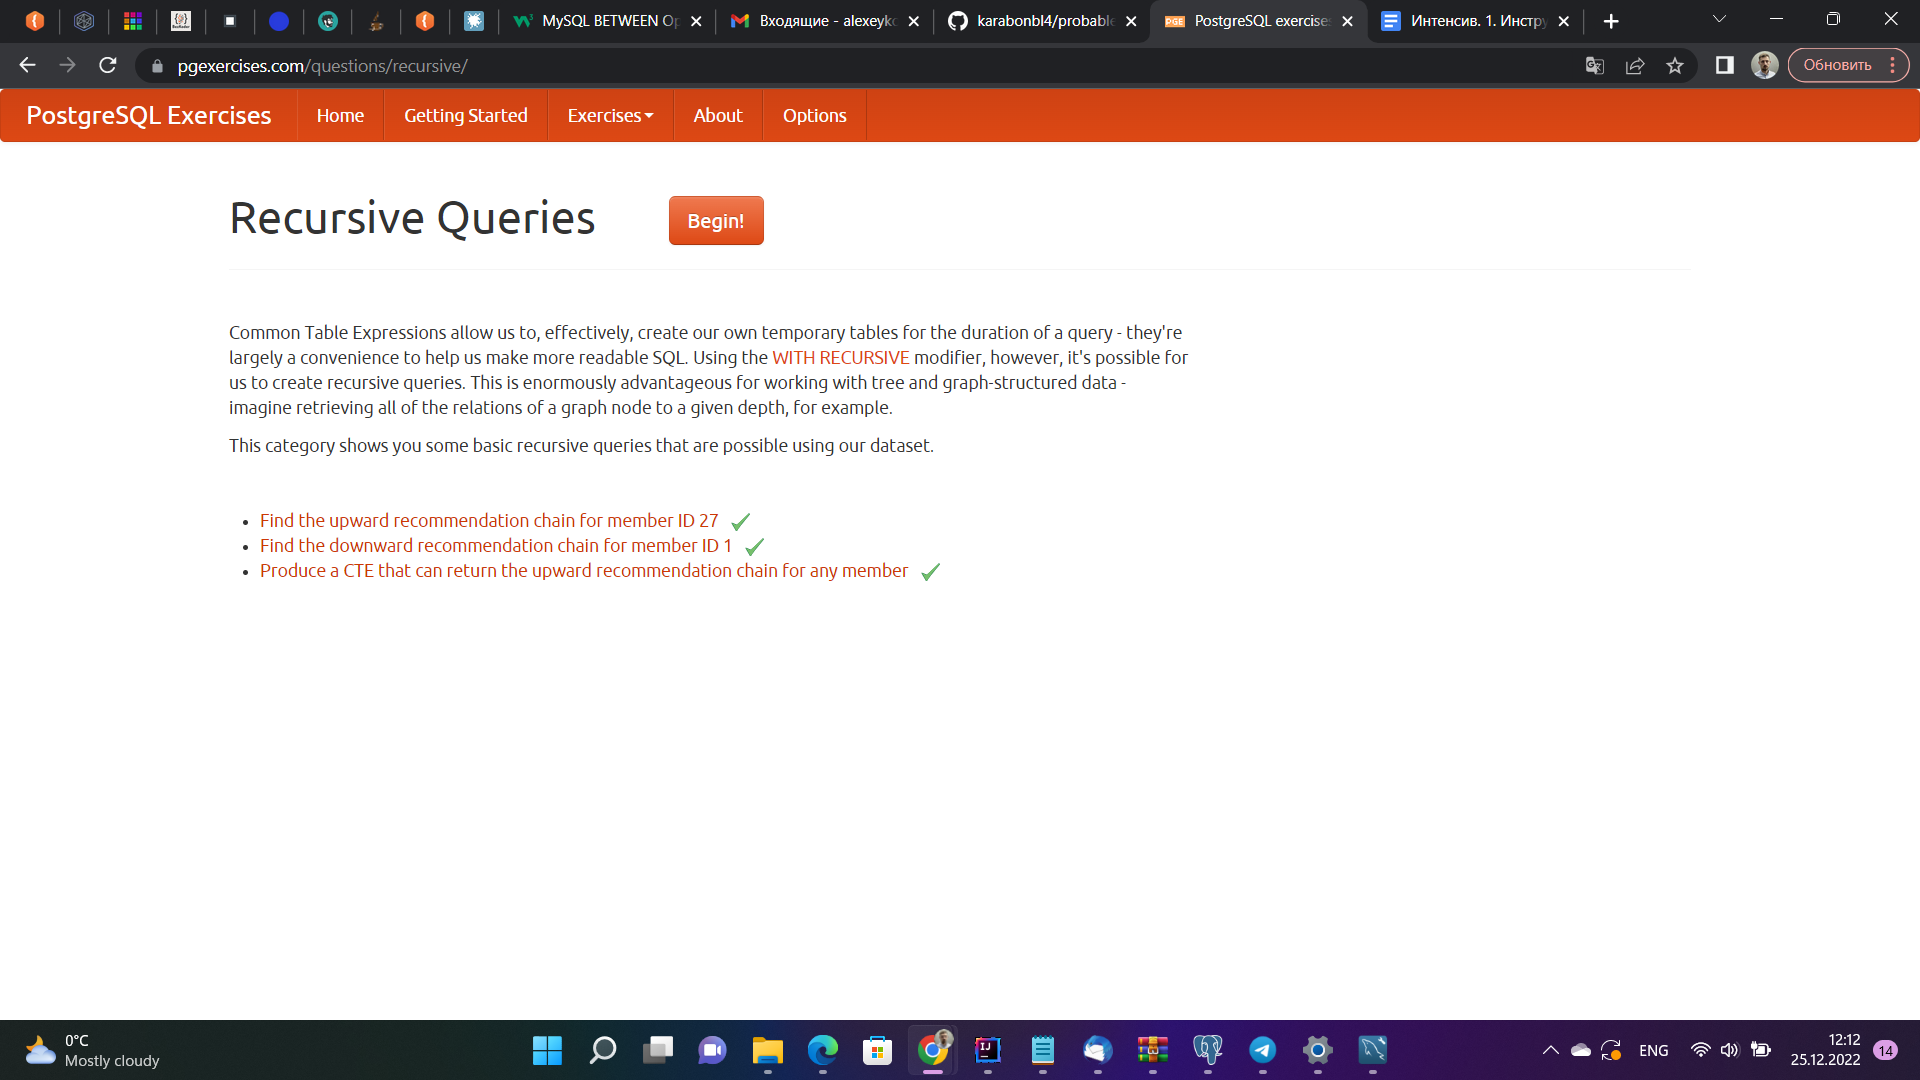 MySQL BETWEEN Op
Входящие - alexeykc
karabonbl4/probable
PGE
PostgreSQL exercises
Интенсив. 1. Инстру
pgexercises.com/questions/recursive/
Обновить
PostgreSQL Exercises
Home
Getting Started
Exercises
About
Options
Recursive Queries
Begin!
Common Table Expressions allow us to, effectively, create our own temporary tables for the duration of a query - they're
largely a convenience to help us make more readable SQL. Using the WITH RECURSIVE modifier, however, it's possible for
us to create recursive queries. This is enormously advantageous for working with tree and graph-structured data -
imagine retrieving all of the relations of a graph node to a given depth, for example.
This category shows you some basic recursive queries that are possible using our dataset.
Find the upward recommendation chain for member ID 27
Find the downward recommendation chain for member ID 1
Produce a CTE that can return the upward recommendation chain for any member
0°C
Mostly cloudy
ENG
12:12
25.12.2022
14